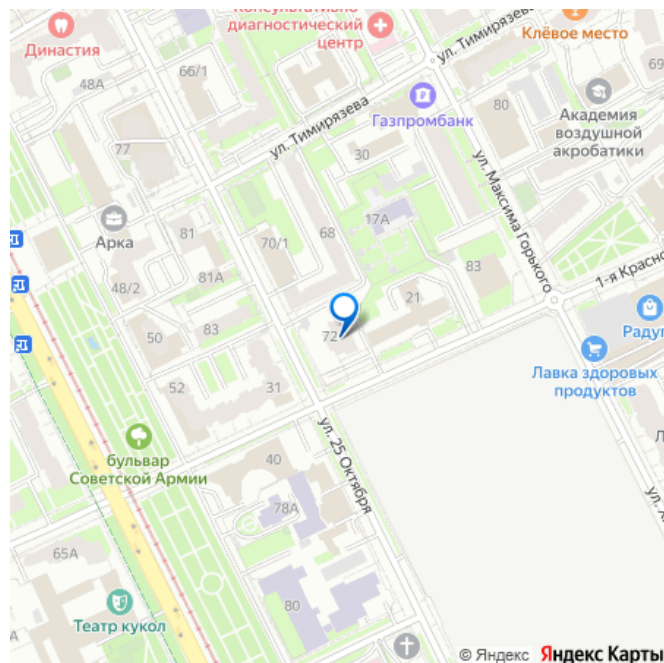 Консультативно-
диагностический
центр
Династия
48А
66/1
ул. Тимирязева
Клёвое место
69
Газпромбанк
80
Академия
воздушной
акробатики
ул. Тимирязева
77
30
ул. Максима Горького
17А
Арка
81
70/1
68
81А
83
1-я Красно
48/2
21
50
83
72
Радуг
52
31
Лавка здоровых
продуктов
ул. 25 Октября
бульвар
Советской Армии
40
78А
65А
80
Театр кукол
© Яндекс Яндекс Карты